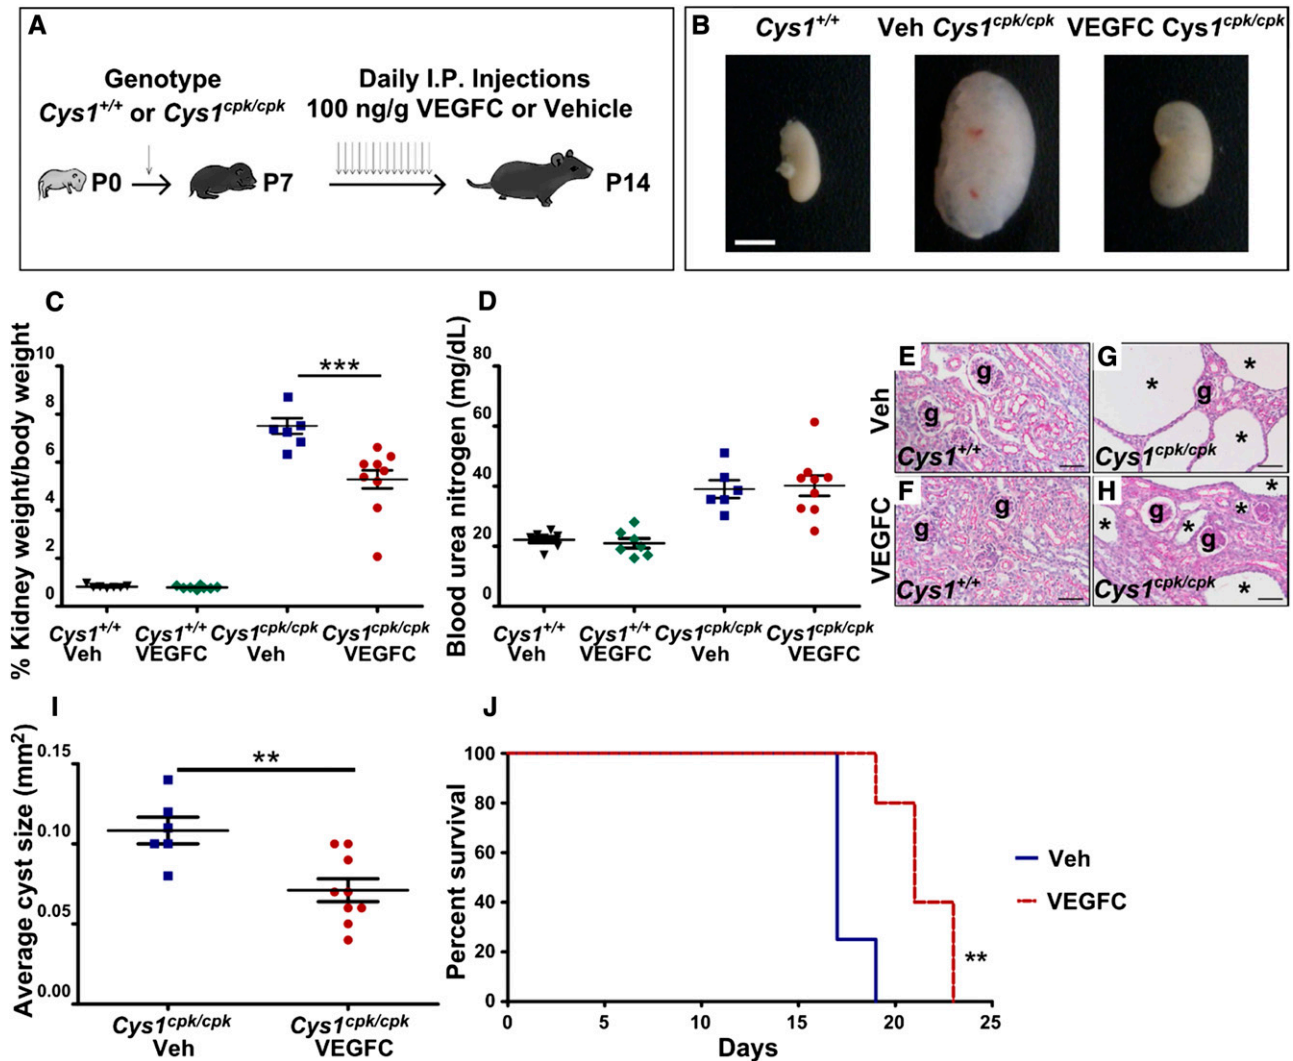 A
Genotype
Cys1+/+ or Cys1cpk/cpk
Daily I.P. Injections
100 ng/g VEGFC or Vehicle
P0
P7
P14
B
Cys1+/+
Veh Cys1cpk/cpk
VEGFC Cys1cpk/cpk
C
% Kidney weight/body weight
10
8
6
4
2
0
***
Cys1+/+
Veh
Cys1+/+
VEGFC
Cys1cpk/cpk
Veh
Cys1cpk/cpk
VEGFC
D
Blood urea nitrogen (mg/dL)
80
60
40
20
0
Cys1+/+
Veh
Cys1+/+
VEGFC
Cys1cpk/cpk
Veh
Cys1cpk/cpk
VEGFC
Veh
E
g
g
Cys1+/+
G
*
*
g
*
Cys1cpk/cpk
VEGFC
F
g
g
Cys1+/+
H
*
g
*
*
*
g
*
Cys1cpk/cpk
I
Average cyst size (mm2)
0.15
0.10
0.05
0.00
**
Cys1cpk/cpk
Veh
Cys1cpk/cpk
VEGFC
J
Percent survival
100
80
60
40
20
0
0
5
10
15
20
25
Days
**
Veh
VEGFC